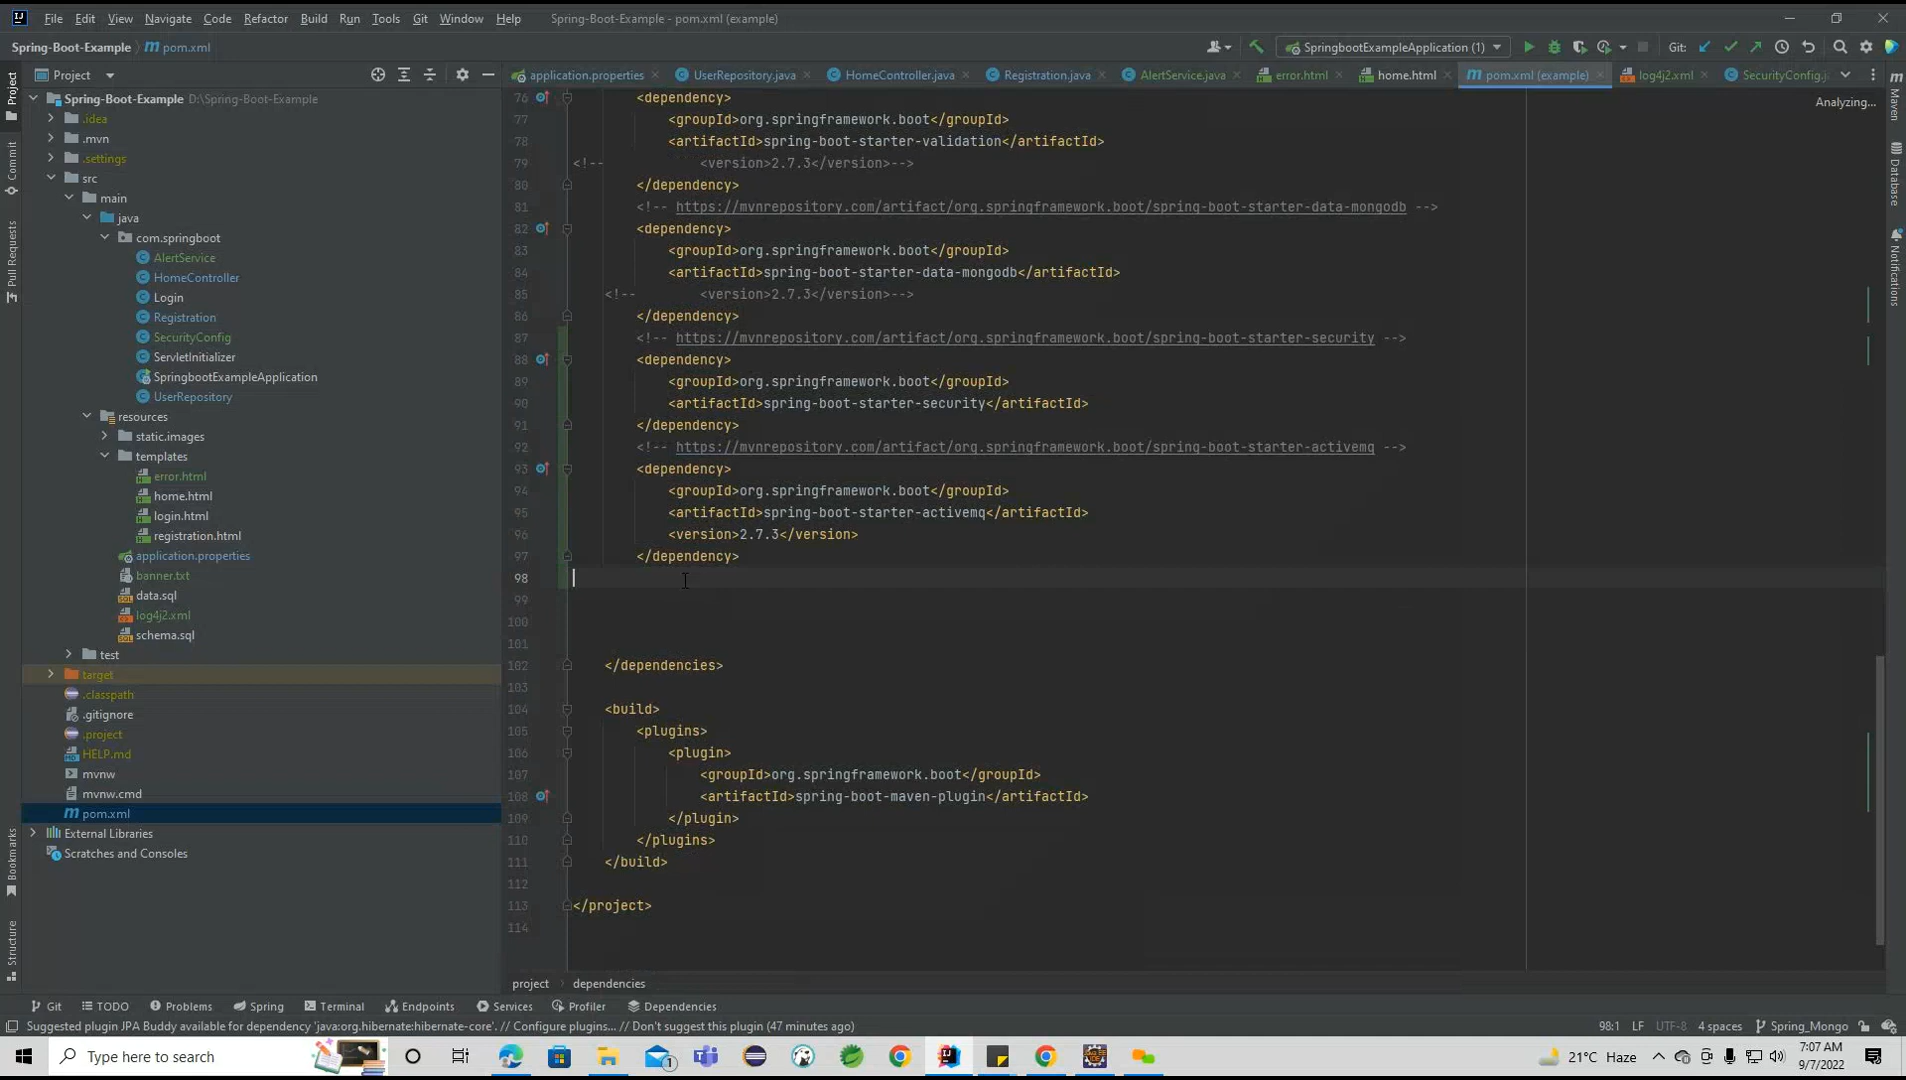 File Edit View Navigate Code Refactor Build Run Tools Git Window Help Spring-Boot-Example - pom.xml (example)
Spring-Boot-Example pom.xml SpringbootExampleApplication (1) Git:
Project application.properties UserRepository.java HomeController.java Registration.java AlertService.java error.html home.html pom.xml (example) log4j2.xml SecurityConfig.j
Analyzing...
Spring-Boot-Example D:\Spring-Boot-Example
.idea
.mvn
.settings
src
main
java
com.springboot
AlertService
HomeController
Login
Registration
SecurityConfig
ServletInitializer
SpringbootExampleApplication
UserRepository
resources
static.images
templates
error.html
home.html
login.html
registration.html
application.properties
banner.txt
data.sql
log4j2.xml
schema.sql
test
target
.classpath
.gitignore
.project
HELP.md
mvnw
mvnw.cmd
pom.xml
External Libraries
Scratches and Consoles
76 <dependency>
77 <groupId>org.springframework.boot</groupId>
78 <artifactId>spring-boot-starter-validation</artifactId>
79 <!-- <version>2.7.3</version>-->
80 </dependency>
81 <!-- https://mvnrepository.com/artifact/org.springframework.boot/spring-boot-starter-data-mongodb -->
82 <dependency>
83 <groupId>org.springframework.boot</groupId>
84 <artifactId>spring-boot-starter-data-mongodb</artifactId>
85 <!-- <version>2.7.3</version>-->
86 </dependency>
87 <!-- https://mvnrepository.com/artifact/org.springframework.boot/spring-boot-starter-security -->
88 <dependency>
89 <groupId>org.springframework.boot</groupId>
90 <artifactId>spring-boot-starter-security</artifactId>
91 </dependency>
92 <!-- https://mvnrepository.com/artifact/org.springframework.boot/spring-boot-starter-activemq -->
93 <dependency>
94 <groupId>org.springframework.boot</groupId>
95 <artifactId>spring-boot-starter-activemq</artifactId>
96 <version>2.7.3</version>
97 </dependency>
98
99
100
101
102 </dependencies>
103
104 <build>
105 <plugins>
106 <plugin>
107 <groupId>org.springframework.boot</groupId>
108 <artifactId>spring-boot-maven-plugin</artifactId>
109 </plugin>
110 </plugins>
111 </build>
112
113 </project>
114
project dependencies
Project
Commit
Pull Requests
Bookmarks
Structure
Maven
Database
Notifications
Git TODO Problems Spring Terminal Endpoints Services Profiler Dependencies
Suggested plugin JPA Buddy available for dependency 'java:org.hibernate:hibernate-core'. // Configure plugins... // Don't suggest this plugin (47 minutes ago) 98:1 LF UTF-8 4 spaces Spring_Mongo
Type here to search 1 21°C Haze 7:07 AM
9/7/2022